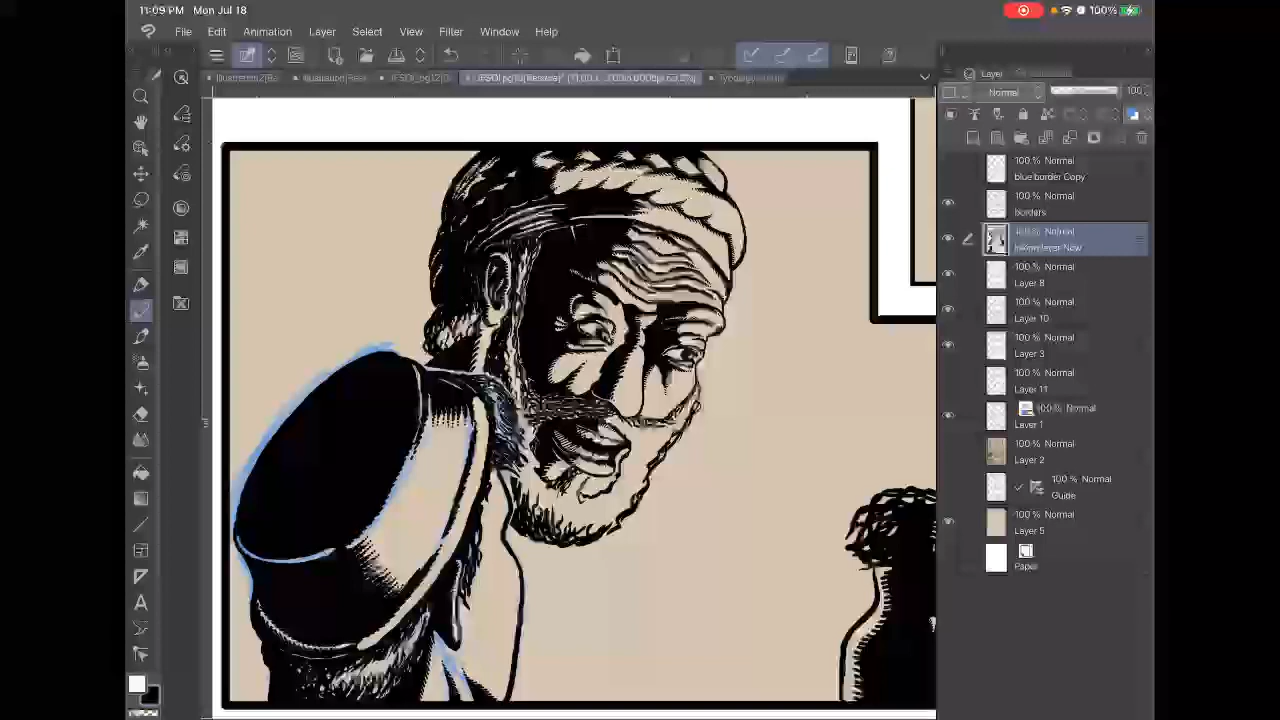 11:09 PM Mon Jul 18
100%
File Edit Animation Layer Select View Filter Window Help
Layer
Normal 100
100 % Normal
blue border Copy
100 % Normal
borders
100 % Normal
100 % Normal
Layer 8
100 % Normal
Layer 10
100 % Normal
Layer 3
100 % Normal
Layer 11
100 % Normal
Layer 1
100 % Normal
Layer 2
100 % Normal
Guide
100 % Normal
Layer 5
Paper